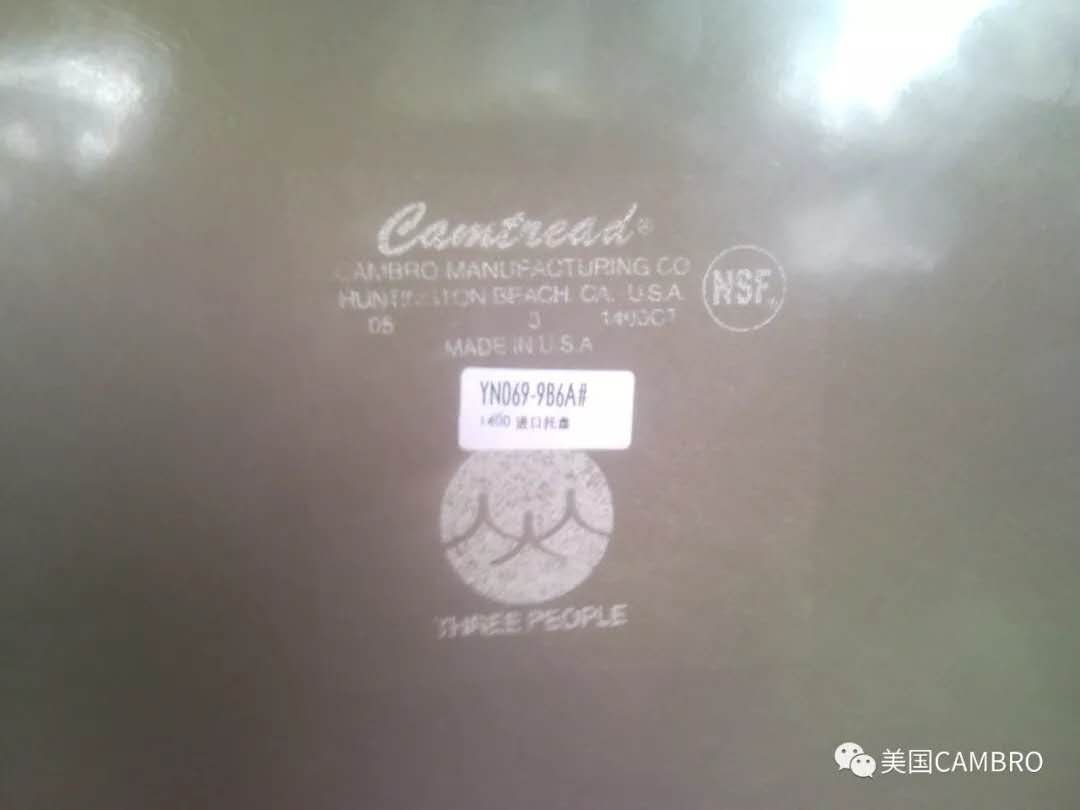 Camtread®
CAMBRO MANUFACTURING CO
HUNTINGTON BEACH, CA. U.S.A
05 3 1400CT
MADE IN U.S.A
NSF
YN069-9B6A#
1400 进口托盘
THREE PEOPLE
美国CAMBRO